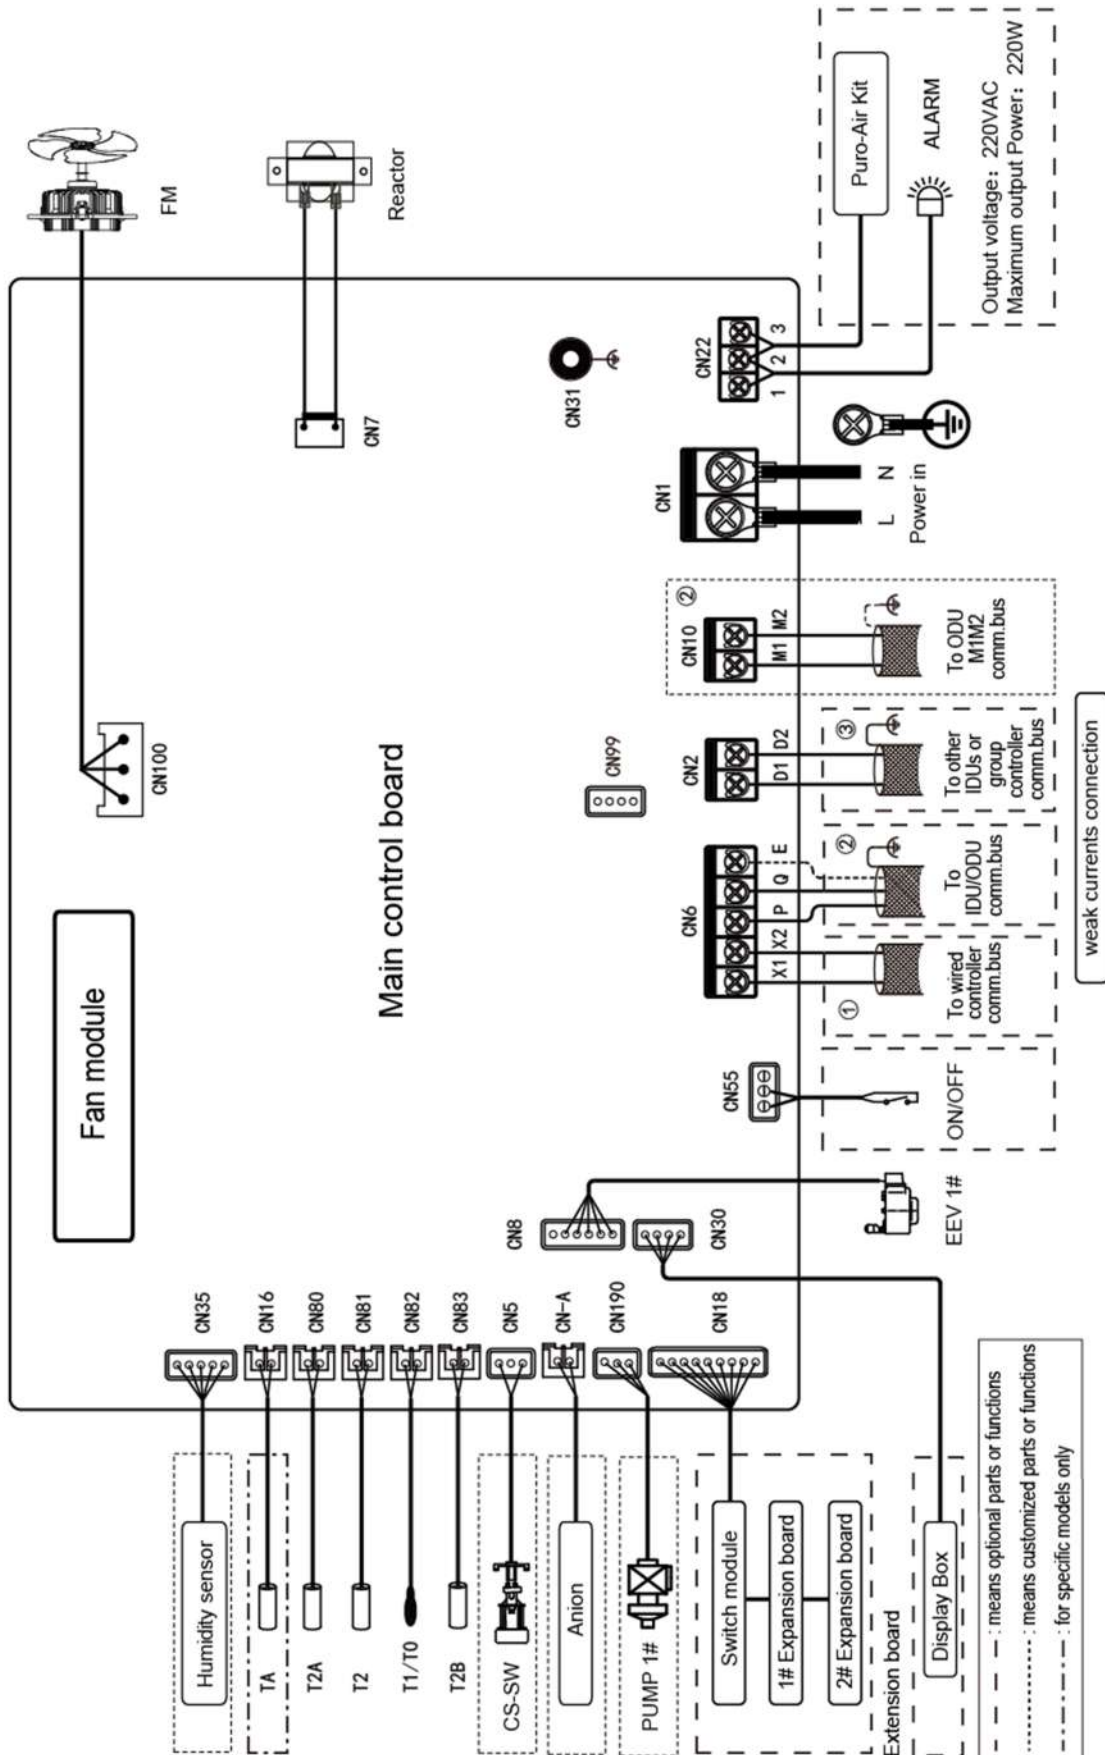 FM
Reactor
Fan module
CN100
CN7
CN31
Main control board
CN99
CN35
CN16
CN80
CN81
CN82
CN83
CN5
CN-A
CN190
CN18
CN8
CN30
CN55
CN6
X1 X2 P Q E
CN2
D1 D2
CN10
M1 M2
②
CN1
CN22
1 2 3
Humidity sensor
TA
T2A
T2
T1/T0
T2B
CS-SW
Anion
PUMP 1#
Switch module
1# Expansion board
2# Expansion board
Extension board
Display Box
EEV 1#
ON/OFF
①
To wired
controller
comm.bus
②
To
IDU/ODU
comm.bus
③
To other
IDUs or
group
controller
comm.bus
To ODU
M1M2
comm.bus
L N
Power in
Puro-Air Kit
ALARM
Output voltage: 220VAC
Maximum output Power: 220W
weak currents connection
: means optional parts or functions
: means customized parts or functions
: for specific models only